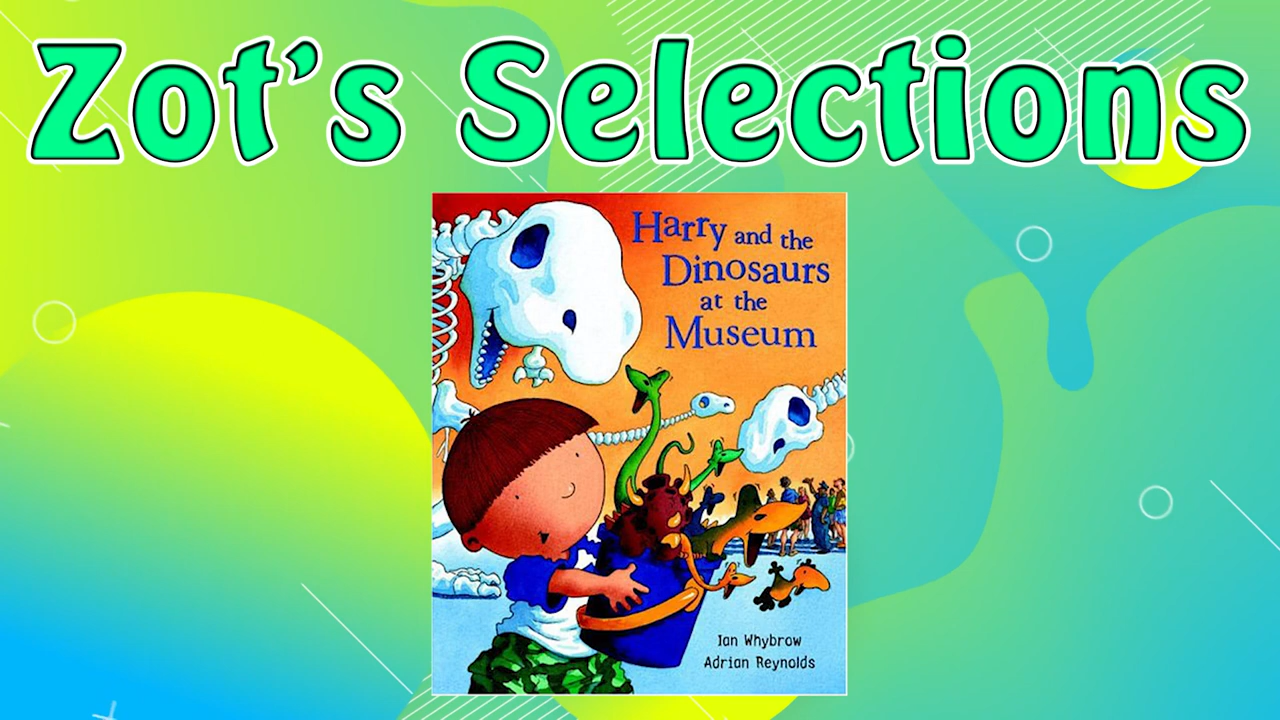 Zot's Selections
Harry and the
Dinosaurs
at the
Museum
Ian Whybrow
Adrian Reynolds